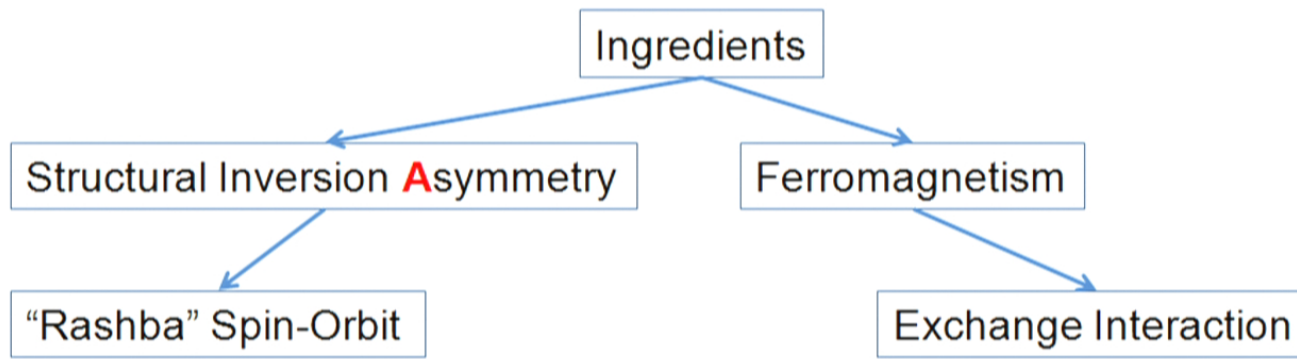 Ingredients
Structural Inversion Asymmetry
Ferromagnetism
“Rashba” Spin-Orbit
Exchange Interaction